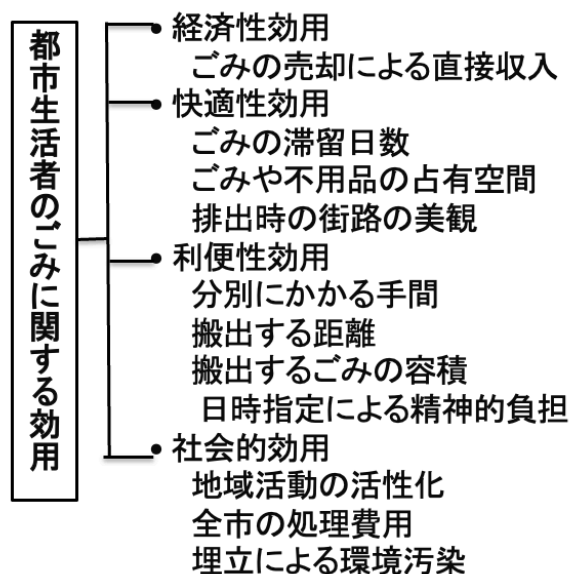 都市生活者のごみに関する効用
• 経済性効用
ごみの売却による直接収入
• 快適性効用
ごみの滞留日数
ごみや不用品の占有空間
排出時の街路の美観
• 利便性効用
分別にかかる手間
搬出する距離
搬出するごみの容積
日時指定による精神的負担
• 社会的効用
地域活動の活性化
全市の処理費用
埋立による環境汚染